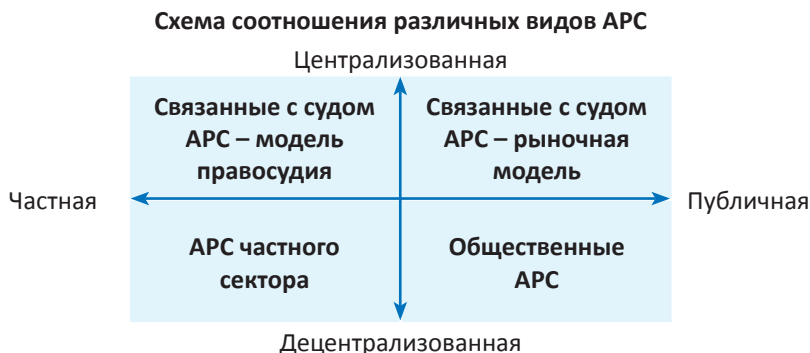 Схема соотношения различных видов АРС
Централизованная
Связанные с судом
АРС – модель
правосудия
Связанные с судом
АРС – рыночная
модель
Частная
Публичная
АРС частного
сектора
Общественные
АРС
Децентрализованная